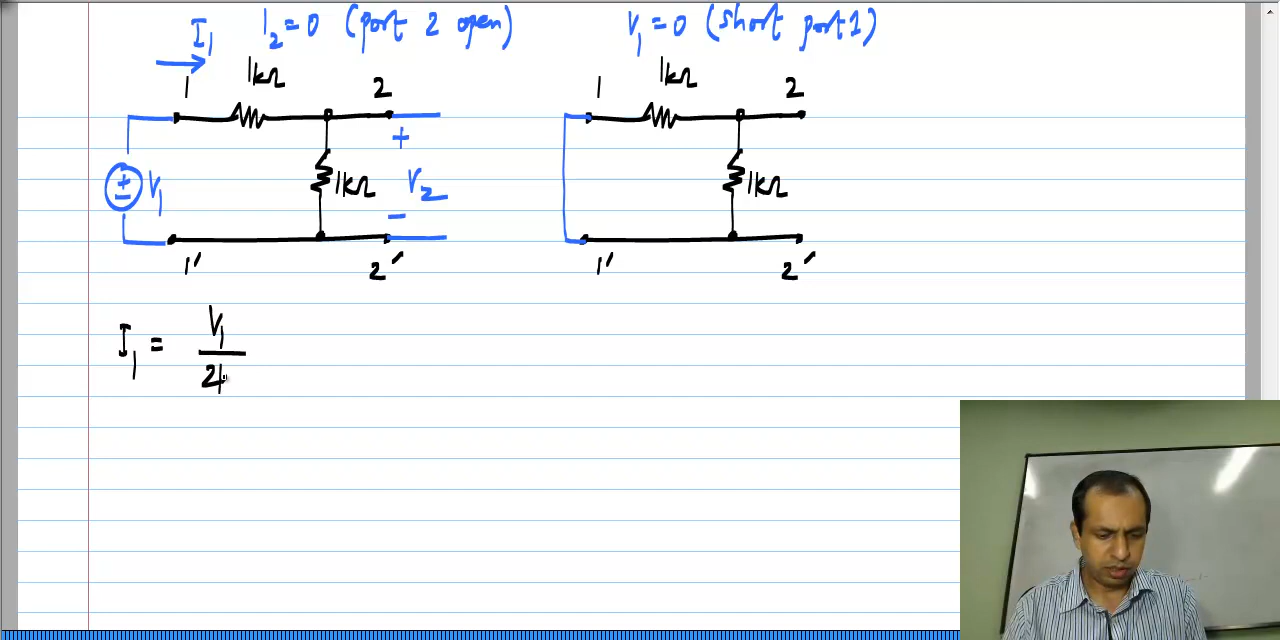 I₂=0 (port 2 open)
V₁=0 (short port 1)
I₁
1 1kΩ 2
V₁ 1kΩ + V₂ −
1' 2'
1 1kΩ 2
1kΩ
1' 2'
I₁ = V₁ / 2k